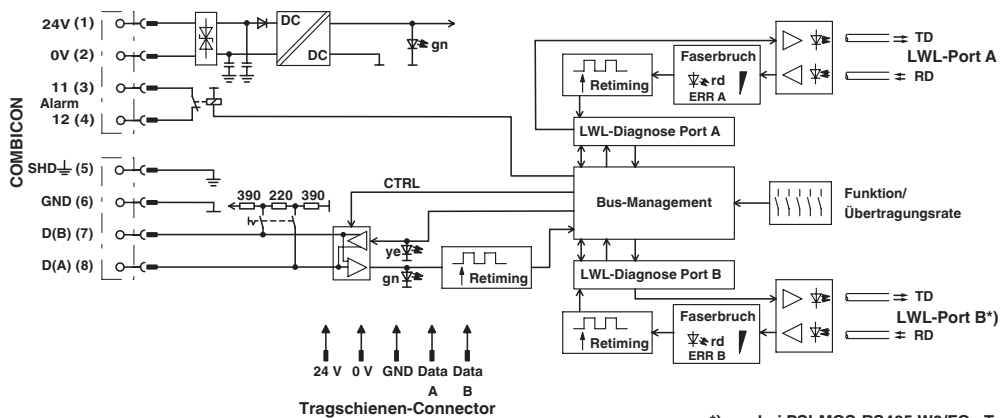 COMBICON
24V (1)
0V (2)
11 (3)
Alarm
12 (4)
SHD (5)
GND (6)
D(B) (7)
D(A) (8)
DC
DC
gn
390 220 390
CTRL
ye
gn
Retiming
Retiming
Faserbruch
rd
ERR A
TD
LWL-Port A
RD
LWL-Diagnose Port A
Bus-Management
Funktion/
Übertragungsrate
LWL-Diagnose Port B
Retiming
Faserbruch
rd
ERR B
TD
LWL-Port B*)
RD
24 V 0 V GND Data Data
A B
Tragschienen-Connector